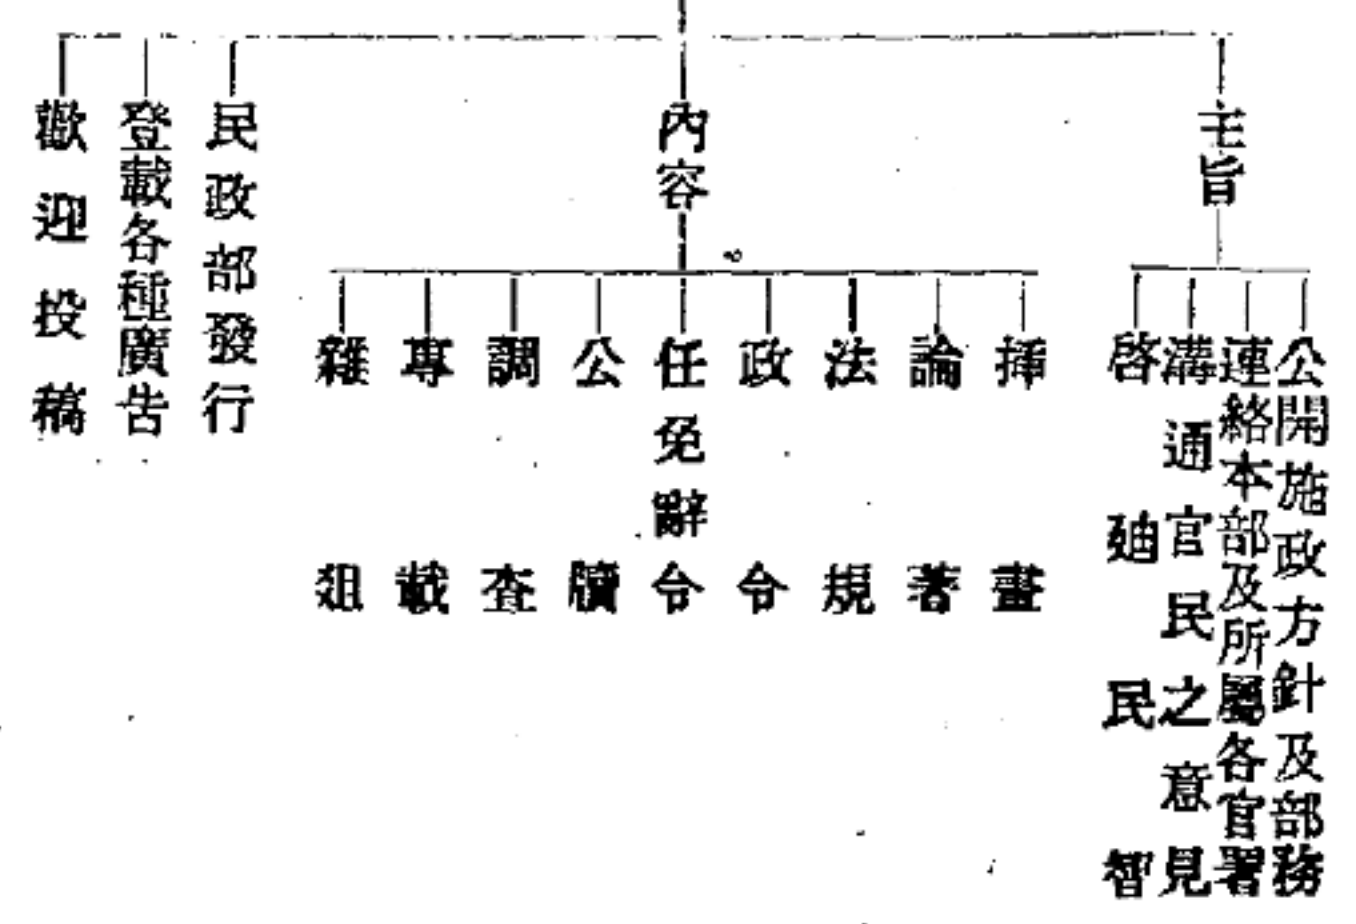 主旨
公開施政方針及部務
連絡本部及所屬各官署
溝通官民之意見
啓廸民智
內容
揷畫
論著
法規
政令
任免辭令
公牘
調查
專載
雜俎
民政部發行
登載各種廣告
歡迎投稿